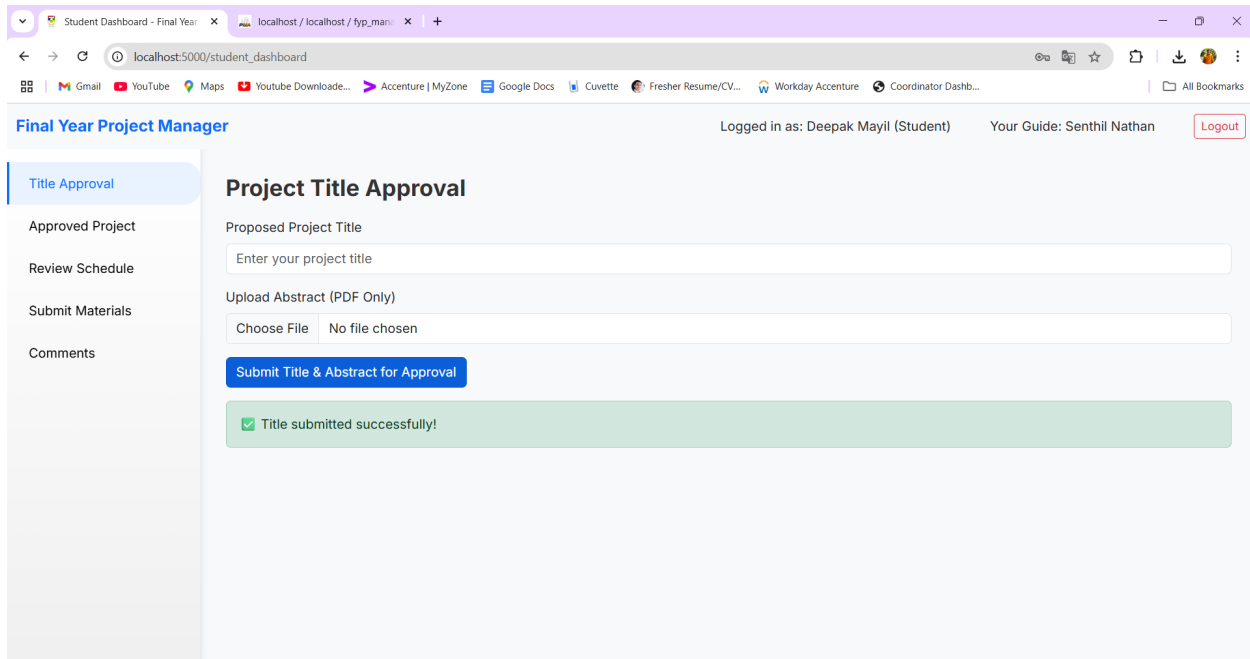 Student Dashboard - Final Year
localhost / localhost / fyp_mana
localhost:5000/student_dashboard
Gmail YouTube Maps Youtube Downloade... Accenture | MyZone Google Docs Cuvette Fresher Resume/CV... Workday Accenture Coordinator Dashb... All Bookmarks
Final Year Project Manager Logged in as: Deepak Mayil (Student) Your Guide: Senthil Nathan Logout
Title Approval
Approved Project
Review Schedule
Submit Materials
Comments
Project Title Approval
Proposed Project Title
Enter your project title
Upload Abstract (PDF Only)
Choose File No file chosen
Submit Title & Abstract for Approval
✅ Title submitted successfully!